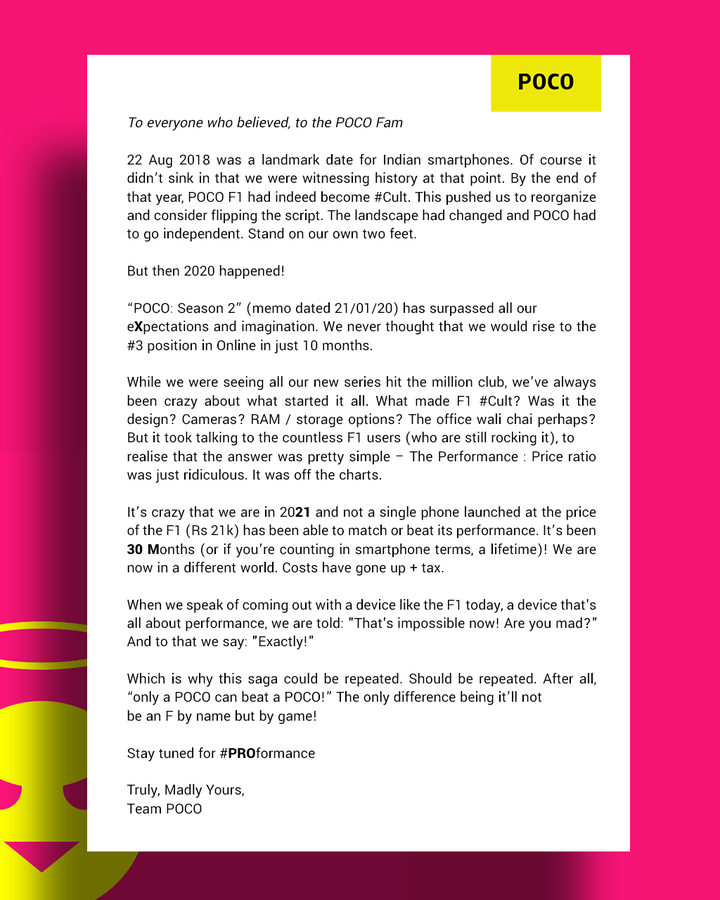 POCO
To everyone who believed, to the POCO Fam
22 Aug 2018 was a landmark date for Indian smartphones. Of course it
didn’t sink in that we were witnessing history at that point. By the end of
that year, POCO F1 had indeed become #Cult. This pushed us to reorganize
and consider flipping the script. The landscape had changed and POCO had
to go independent. Stand on our own two feet.
But then 2020 happened!
“POCO: Season 2” (memo dated 21/01/20) has surpassed all our
eXpectations and imagination. We never thought that we would rise to the
#3 position in Online in just 10 months.
While we were seeing all our new series hit the million club, we’ve always
been crazy about what started it all. What made F1 #Cult? Was it the
design? Cameras? RAM / storage options? The office wali chai perhaps?
But it took talking to the countless F1 users (who are still rocking it), to
realise that the answer was pretty simple – The Performance : Price ratio
was just ridiculous. It was off the charts.
It’s crazy that we are in 2021 and not a single phone launched at the price
of the F1 (Rs 21k) has been able to match or beat its performance. It’s been
30 Months (or if you’re counting in smartphone terms, a lifetime)! We are
now in a different world. Costs have gone up + tax.
When we speak of coming out with a device like the F1 today, a device that’s
all about performance, we are told: "That’s impossible now! Are you mad?"
And to that we say: "Exactly!"
Which is why this saga could be repeated. Should be repeated. After all,
“only a POCO can beat a POCO!” The only difference being it’ll not
be an F by name but by game!
Stay tuned for #PROformance
Truly, Madly Yours,
Team POCO